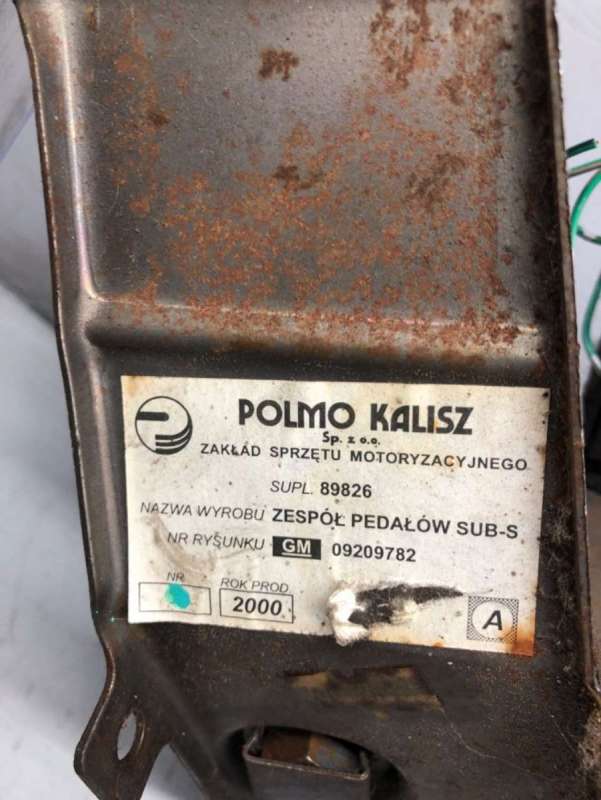 POLMO KALISZ
Sp. z o.o.
ZAKŁAD SPRZĘTU MOTORYZACYJNEGO
SUPL. 89826
NAZWA WYROBU ZESPÓŁ PEDAŁÓW SUB-S
NR RYSUNKU GM 09209782
NR ROK PROD
2000 A